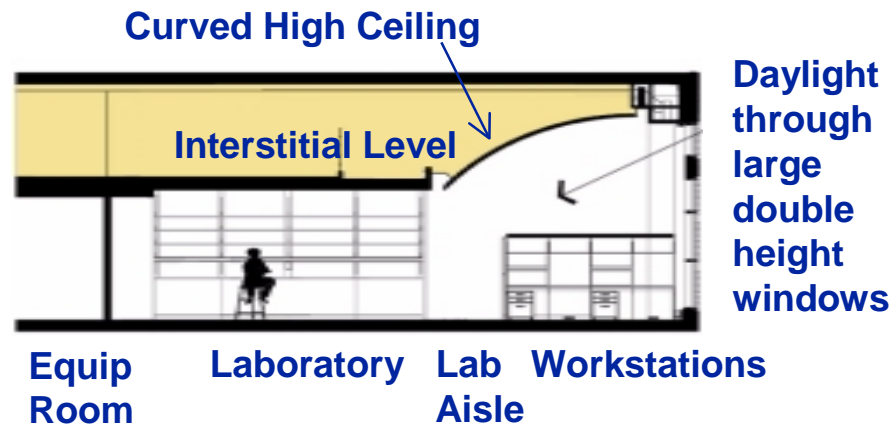 Curved High Ceiling
Daylight
through
large
double
height
windows
Interstitial Level
Equip
Room
Laboratory
Lab
Aisle
Workstations